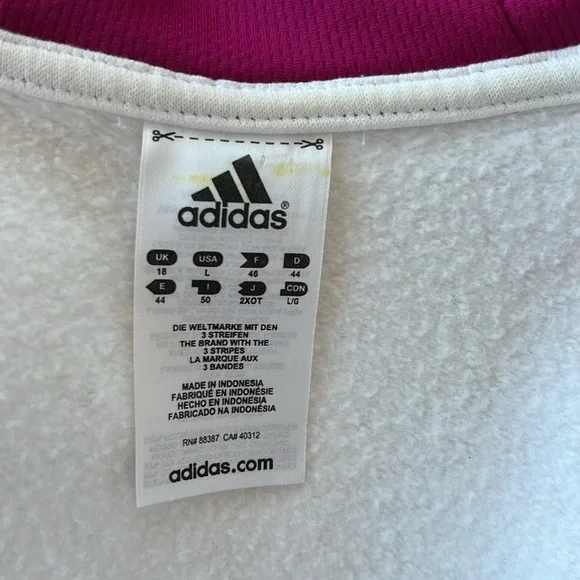 adidas®
UK USA F D
18 L 46 44
E I J CDN
44 50 2XOT L/G
DIE WELTMARKE MIT DEN
3 STREIFEN
THE BRAND WITH THE
3 STRIPES
LA MARQUE AUX
3 BANDES
MADE IN INDONESIA
FABRIQUÉ EN INDONÉSIE
HECHO EN INDONESIA
FABRICADO NA INDONÉSIA
RN# 88387 CA# 40312
adidas.com